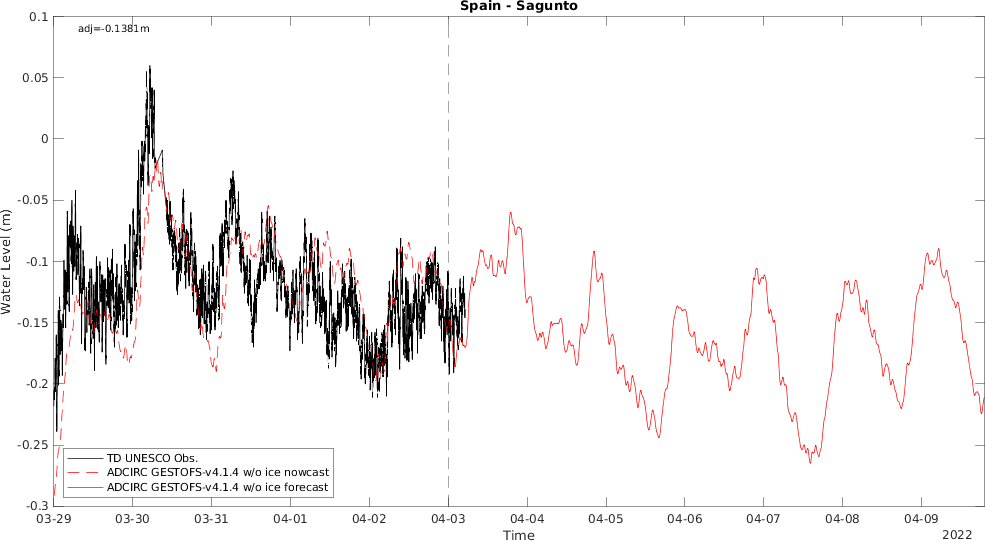 Spain - Sagunto
adj=-0.1381m
0.1
0.05
0
-0.05
-0.1
-0.15
-0.2
-0.25
-0.3
Water Level (m)
TD UNESCO Obs.
ADCIRC GESTOFS-v4.1.4 w/o ice nowcast
ADCIRC GESTOFS-v4.1.4 w/o ice forecast
03-29 03-30 03-31 04-01 04-02 04-03 04-04 04-05 04-06 04-07 04-08 04-09
Time
2022